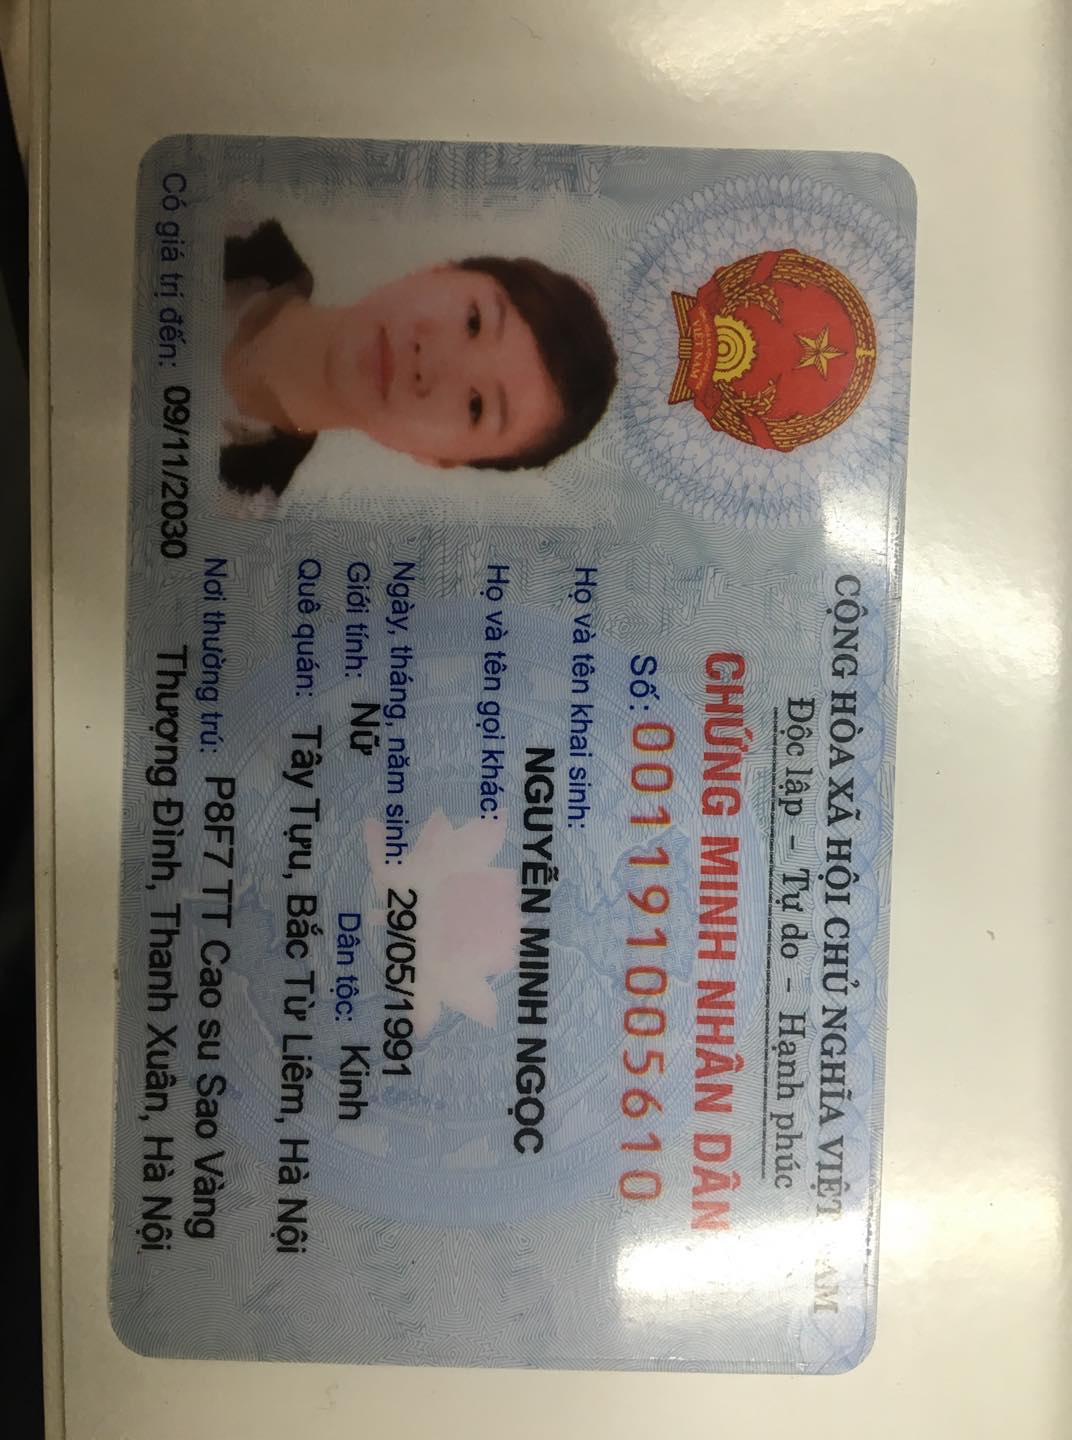 CỘNG HÒA XÃ HỘI CHỦ NGHĨA VIỆT NAM
Độc lập - Tự do - Hạnh phúc
VIỆT NAM
CHỨNG MINH NHÂN DÂN
Số: 001191005610
Họ và tên khai sinh:
NGUYỄN MINH NGỌC
Họ và tên gọi khác:
Ngày, tháng, năm sinh: 29/05/1991
Giới tính: Nữ Dân tộc: Kinh
Quê quán: Tây Tựu, Bắc Từ Liêm, Hà Nội
Nơi thường trú: P8F7 TT Cao su Sao Vàng
Thượng Đình, Thanh Xuân, Hà Nội
Có giá trị đến: 09/11/2030